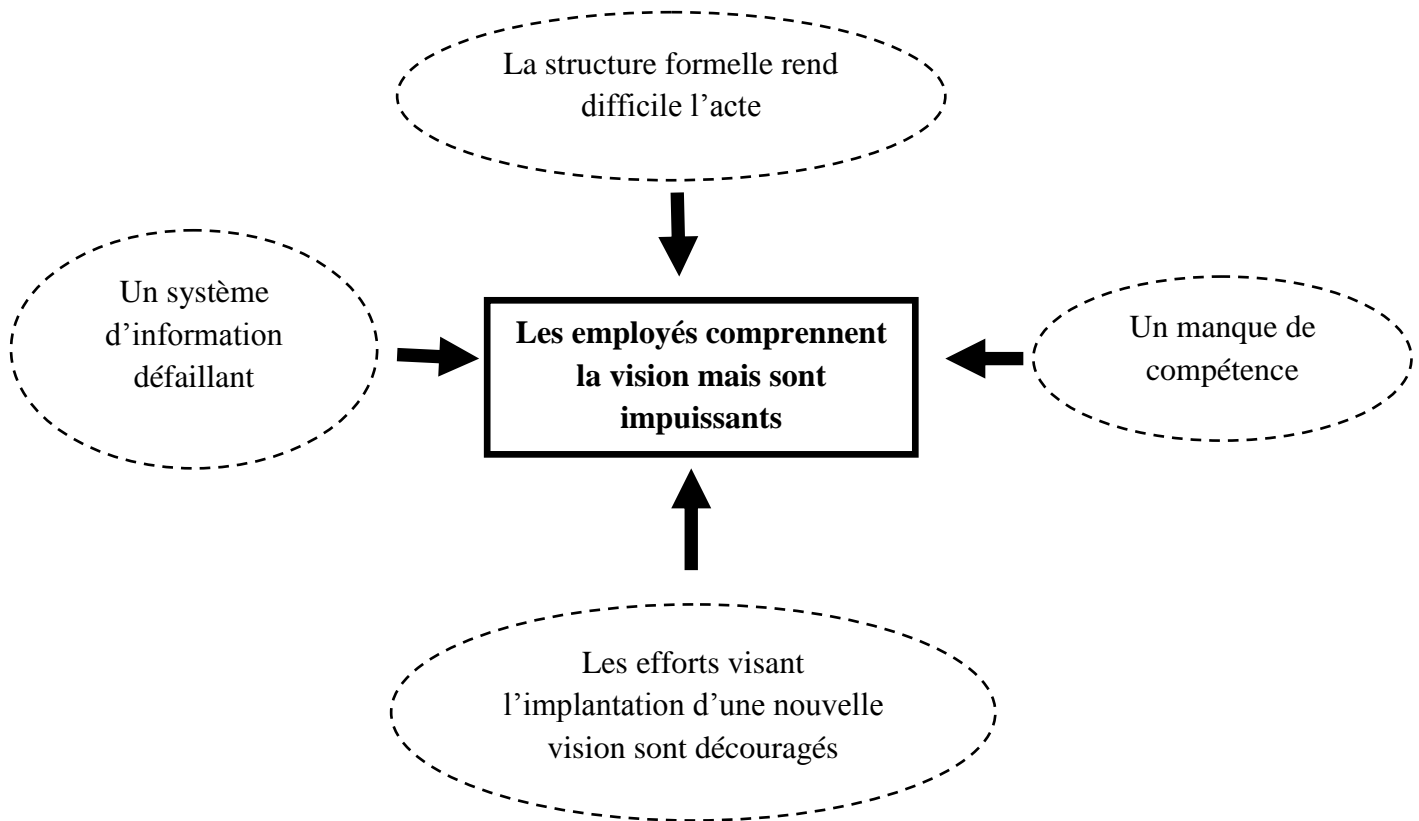 La structure formelle rend
difficile l’acte
Un système
d’information
défaillant
Les employés comprennent
la vision mais sont
impuissants
Un manque de
compétence
Les efforts visant
l’implantation d’une nouvelle
vision sont découragés